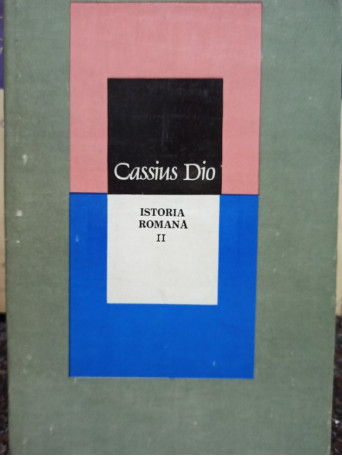 Cassius Dio
ISTORIA
ROMANĂ
II